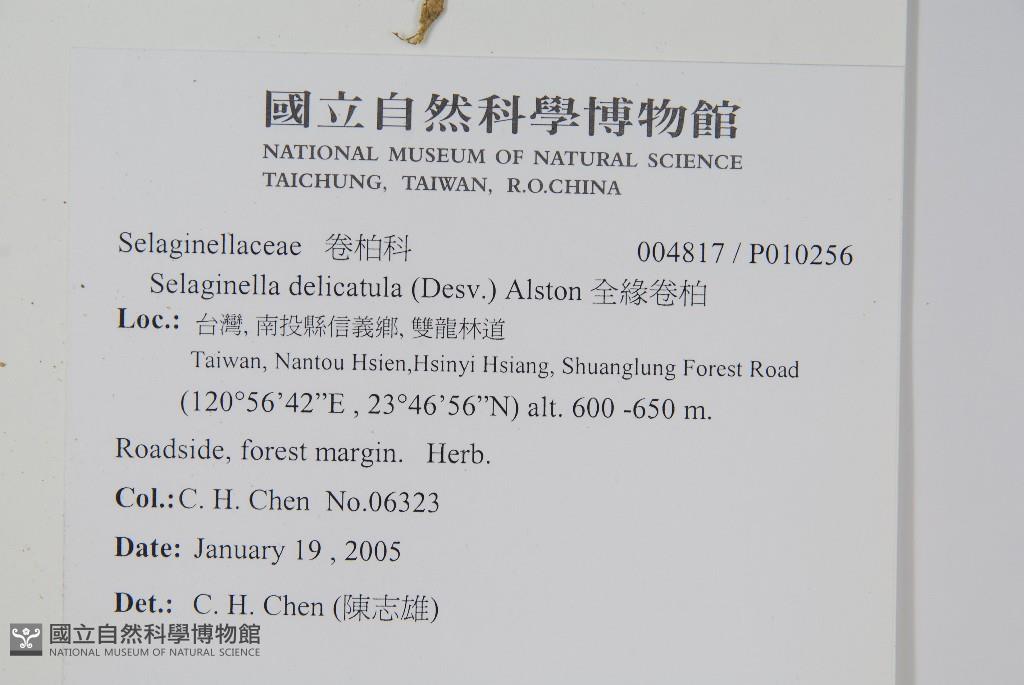 國立自然科學博物館
NATIONAL MUSEUM OF NATURAL SCIENCE
TAICHUNG, TAIWAN, R.O.CHINA
Selaginellaceae 卷柏科 004817 / P010256
Selaginella delicatula (Desv.) Alston 全緣卷柏
Loc.: 台灣, 南投縣信義鄉, 雙龍林道
Taiwan, Nantou Hsien,Hsinyi Hsiang, Shuanglung Forest Road
(120°56’42”E , 23°46’56”N) alt. 600 -650 m.
Roadside, forest margin. Herb.
Col.: C. H. Chen No.06323
Date: January 19 , 2005
Det.: C. H. Chen (陳志雄)
國立自然科學博物館
NATIONAL MUSEUM OF NATURAL SCIENCE